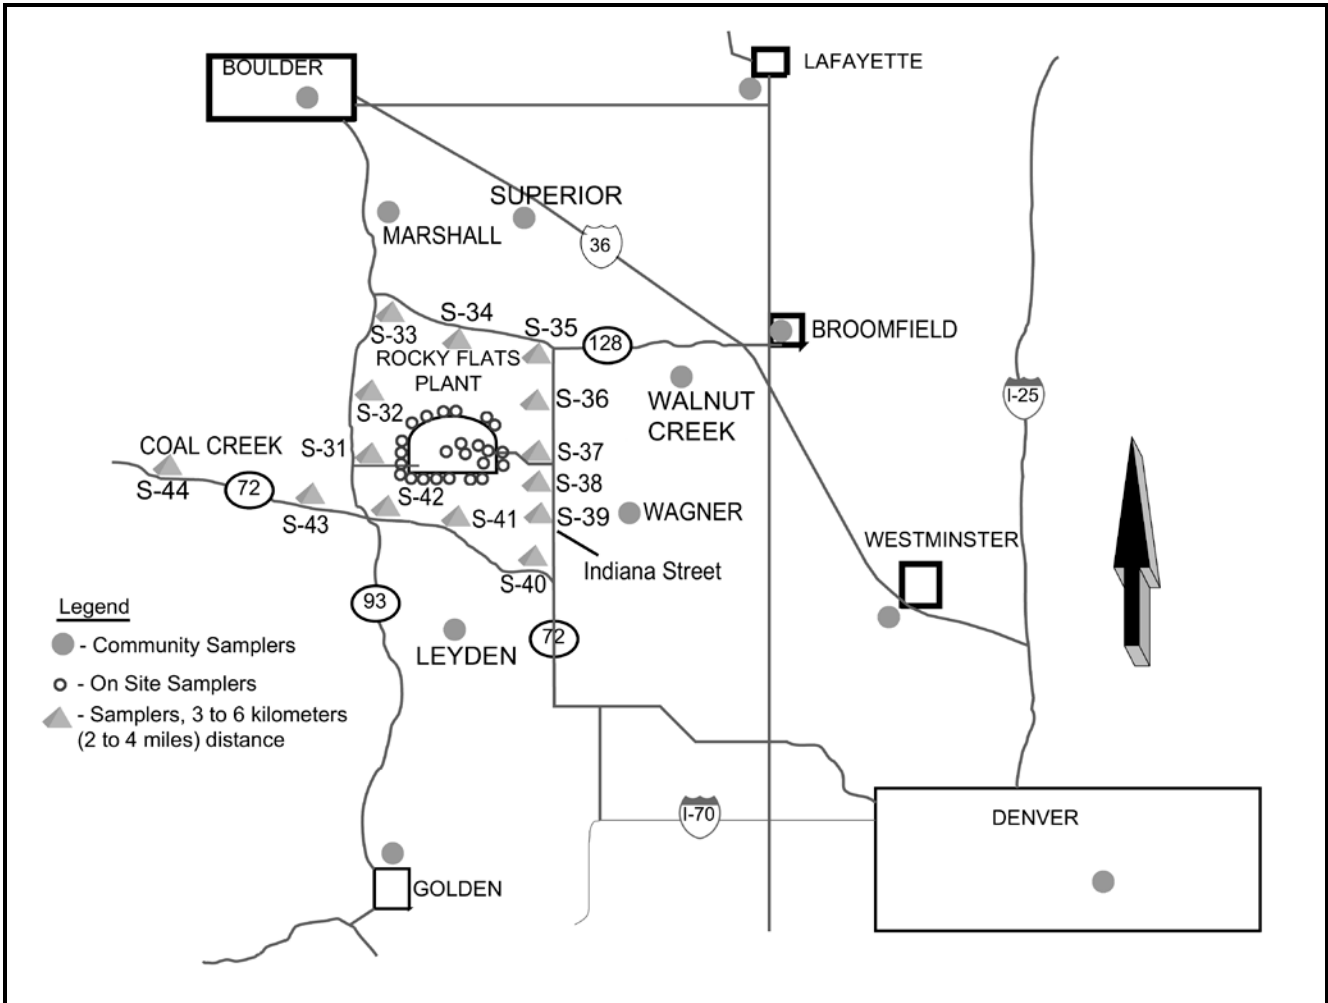 BOULDER
LAFAYETTE
SUPERIOR
MARSHALL
36
S-34
S-33
S-35
128
BROOMFIELD
ROCKY FLATS
PLANT
I-25
S-32
S-36
WALNUT
CREEK
COAL CREEK
S-31
S-37
S-44
72
S-42
S-38
S-43
S-41
S-39
WAGNER
WESTMINSTER
S-40
Indiana Street
Legend
93
- Community Samplers
LEYDEN
72
- On Site Samplers
- Samplers, 3 to 6 kilometers
(2 to 4 miles) distance
I-70
DENVER
GOLDEN